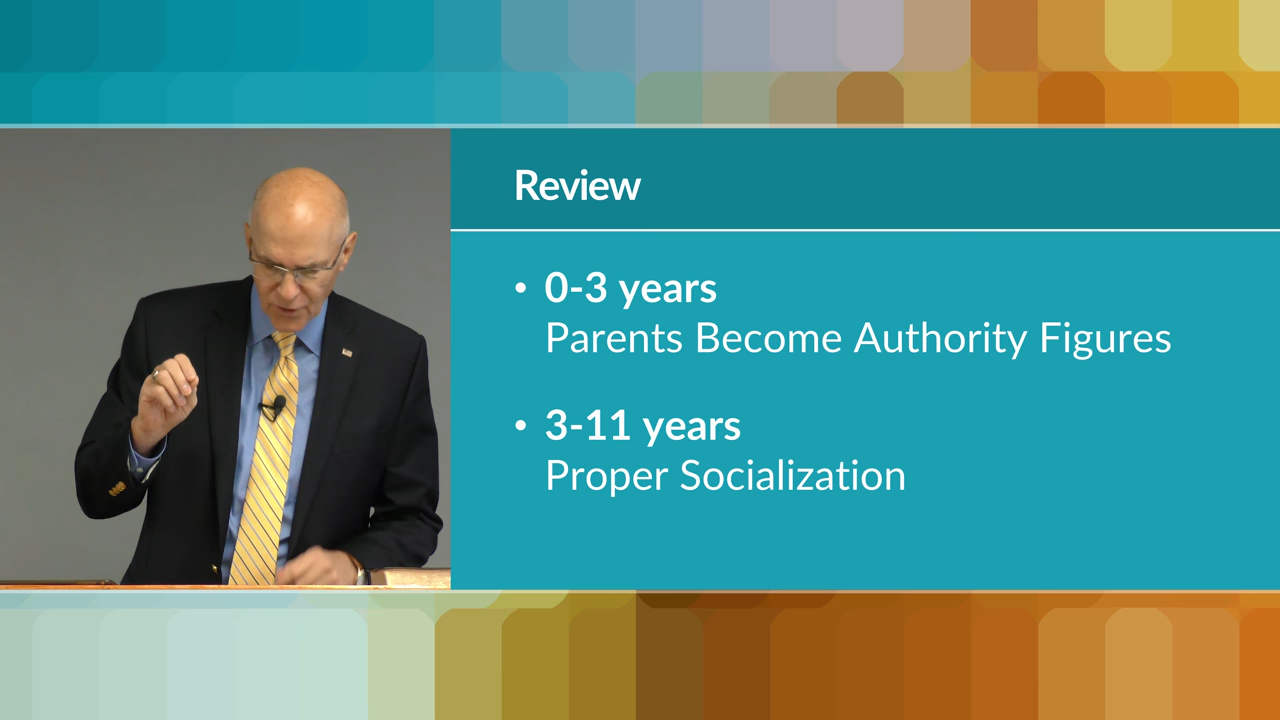 Review
• 0-3 years
Parents Become Authority Figures
• 3-11 years
Proper Socialization